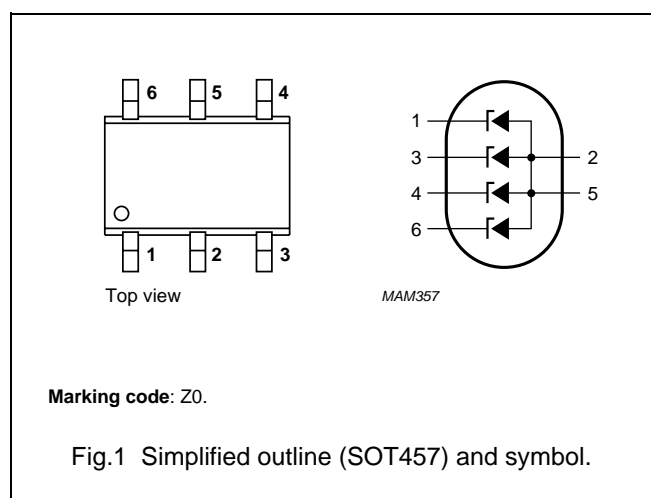 6 5 4
1 2 3
Top view
1
3 2
4 5
6
MAM357
Marking code: Z0.
Fig.1 Simplified outline (SOT457) and symbol.